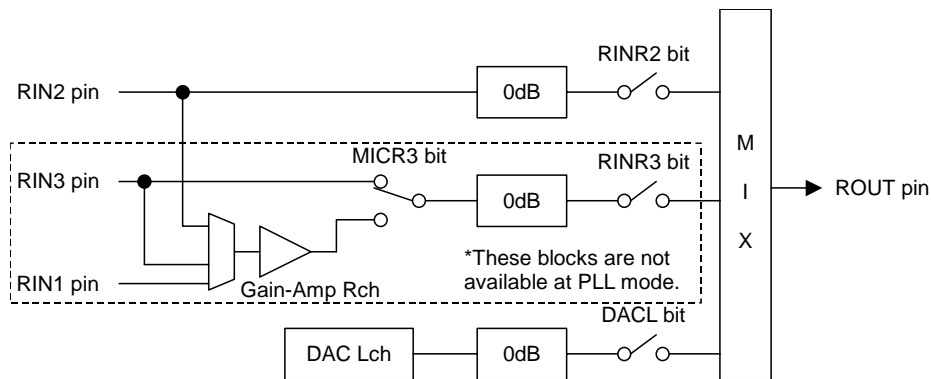 RINR2 bit
RIN2 pin
0dB
MICR3 bit
RINR3 bit
RIN3 pin
0dB
M
I
X
ROUT pin
*These blocks are not
available at PLL mode.
RIN1 pin
Gain-Amp Rch
DACL bit
DAC Lch
0dB